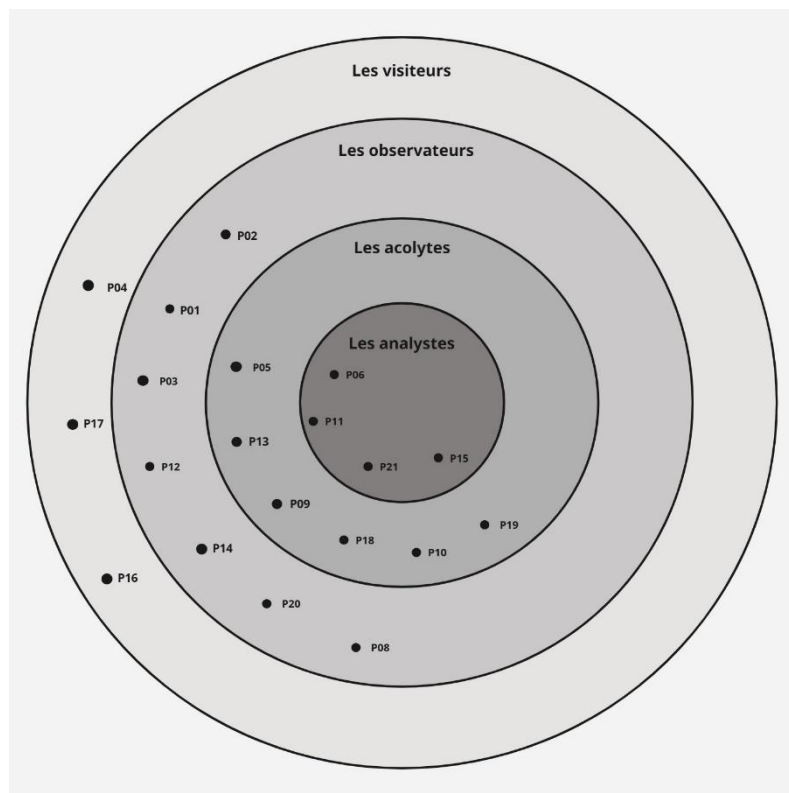 Les visiteurs
Les observateurs
P02
Les acolytes
P04
P01
Les analystes
P05
P06
P03
P11
P17
P13
P15
P12
P21
P09
P19
P18
P14
P10
P16
P20
P08